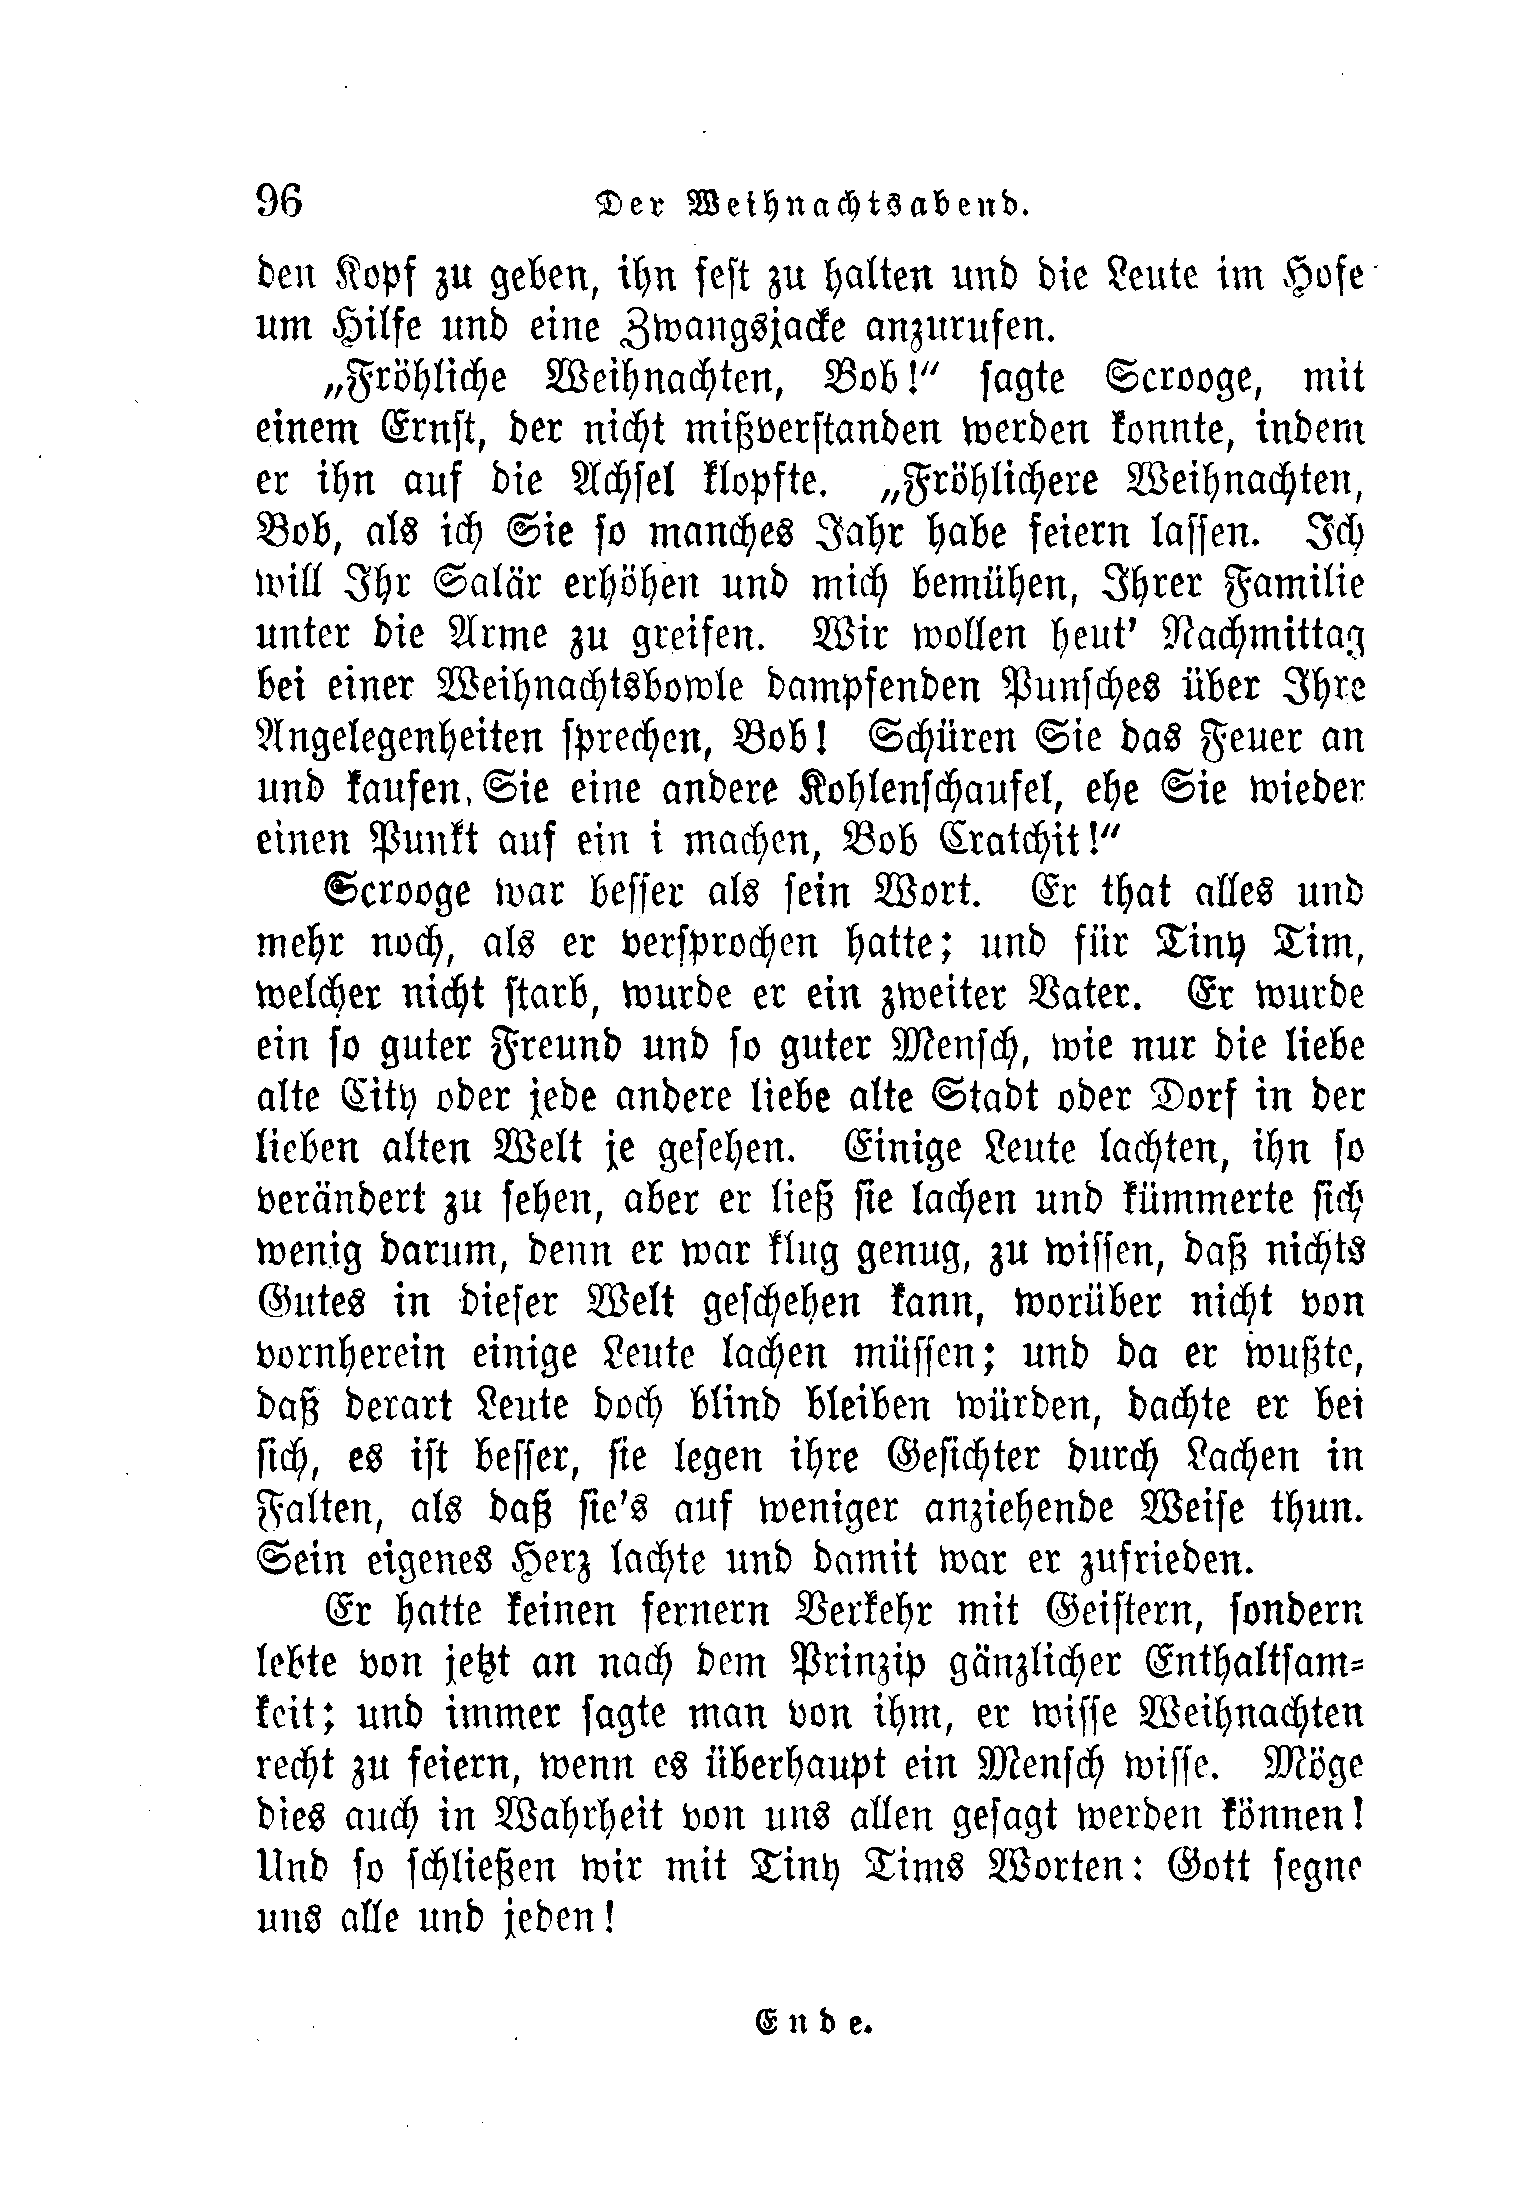 96 Der Weihnachtsabend.
den Kopf zu geben, ihn fest zu halten und die Leute im Hofe
um Hilfe und eine Zwangsjacke anzurufen.
„Fröhliche Weihnachten, Bob!“ sagte Scrooge, mit
einem Ernst, der nicht mißverstanden werden konnte, indem
er ihn auf die Achsel klopfte. „Fröhlichere Weihnachten,
Bob, als ich Sie so manches Jahr habe feiern lassen. Ich
will Ihr Salär erhöhen und mich bemühen, Ihrer Familie
unter die Arme zu greifen. Wir wollen heut' Nachmittag
bei einer Weihnachtsbowle dampfenden Punsches über Ihre
Angelegenheiten sprechen, Bob! Schüren Sie das Feuer an
und kaufen Sie eine andere Kohlenschaufel, ehe Sie wieder
einen Punkt auf ein i machen, Bob Cratchit!“
Scrooge war besser als sein Wort. Er that alles und
mehr noch, als er versprochen hatte; und für Tiny Tim,
welcher nicht starb, wurde er ein zweiter Vater. Er wurde
ein so guter Freund und so guter Mensch, wie nur die liebe
alte City oder jede andere liebe alte Stadt oder Dorf in der
lieben alten Welt je gesehen. Einige Leute lachten, ihn so
verändert zu sehen, aber er ließ sie lachen und kümmerte sich
wenig darum, denn er war klug genug, zu wissen, daß nichts
Gutes in dieser Welt geschehen kann, worüber nicht von
vornherein einige Leute lachen müssen; und da er wußte,
daß derart Leute doch blind bleiben würden, dachte er bei
sich, es ist besser, sie legen ihre Gesichter durch Lachen in
Falten, als daß sie's auf weniger anziehende Weise thun.
Sein eigenes Herz lachte und damit war er zufrieden.
Er hatte keinen fernern Verkehr mit Geistern, sondern
lebte von jetzt an nach dem Prinzip gänzlicher Enthaltsam-
keit; und immer sagte man von ihm, er wisse Weihnachten
recht zu feiern, wenn es überhaupt ein Mensch wisse. Möge
dies auch in Wahrheit von uns allen gesagt werden können!
Und so schließen wir mit Tiny Tims Worten: Gott segne
uns alle und jeden!
Ende.